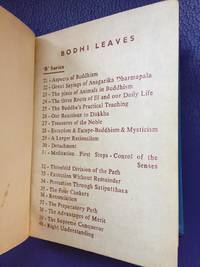 BODHI LEAVES
"B" Series
21 - Aspects of Buddhism
22 - Great Sayings of Anagarika Dharmapala
23 - The place of Animals in Buddhism
24 - The three Roots of Ill and our Daily Life
25 - The Buddha's Practical Teaching
26 - Our Reactions to Dukkha
27 - Treasures of the Noble
28 - Escapism & Escape-Buddhism & Mysticism
29 - A Larger Rationalism
30 - Detachment
31 - Meditation First Steps - Conrol of the
Senses
32 - Threefold Division of the Path
33 - Extinction Without Remainder
34 - Prevention Through Satipatthana
35 - The Four Cankers
36 - Renunciation
37 - The Preparatory Path
38 - The Advantages of Merit
39 - The Supreme Conqueror
40 - Right Understanding